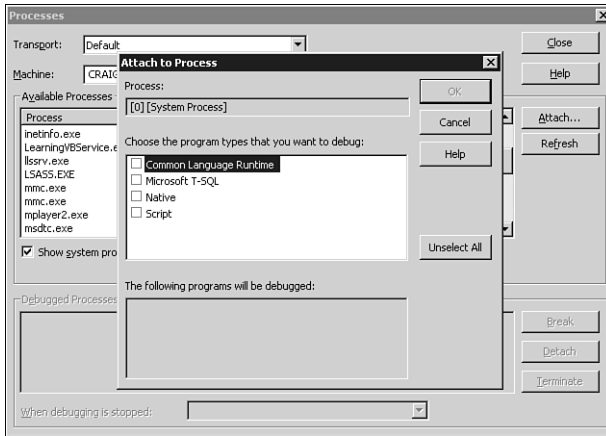 Processes
Transport: Default
Close
Machine: CRAIG
Help
Available Processes
Process
inetinfo.exe
LearningVBService.e
llssrv.exe
LSASS.EXE
mmc.exe
mmc.exe
mplayer2.exe
msdtc.exe
Attach...
Refresh
Show system pro
Debugged Processes
Break
Detach
Terminate
When debugging is stopped:
Attach to Process
Process:
[0] [System Process]
OK
Cancel
Help
Choose the program types that you want to debug:
Common Language Runtime
Microsoft T-SQL
Native
Script
Unselect All
The following programs will be debugged: